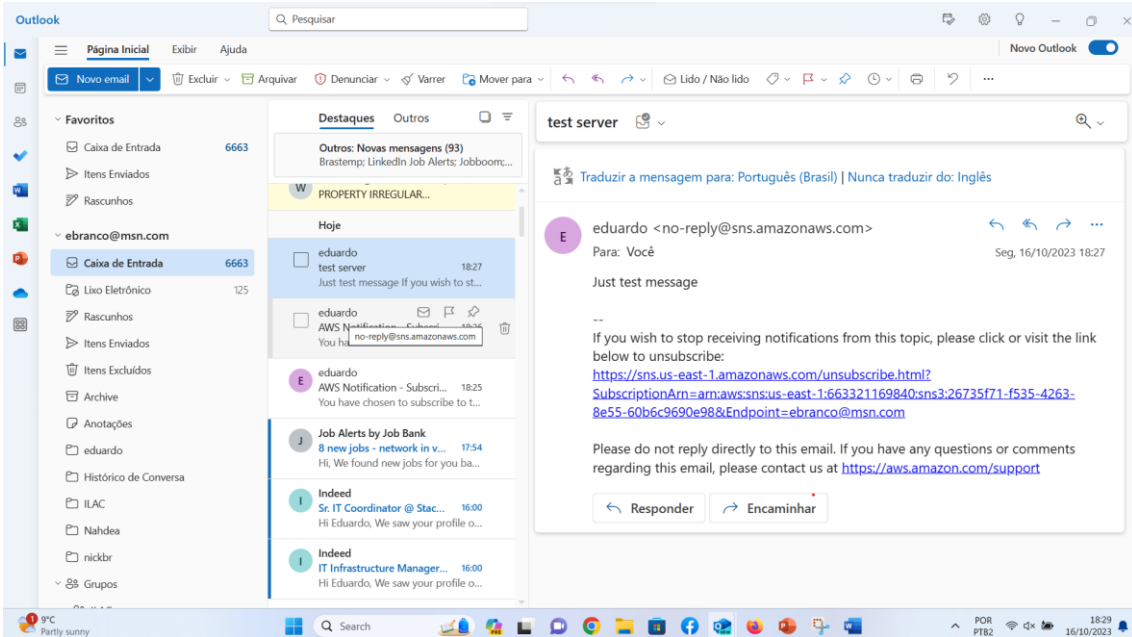 Outlook
Pesquisar
Página Inicial Exibir Ajuda
Novo Outlook
Novo email Excluir Arquivar Denunciar Varrer Mover para Lido / Não lido
Favoritos
Caixa de Entrada 6663
Itens Enviados
Rascunhos
ebranco@msn.com
Caixa de Entrada 6663
Lixo Eletrônico 125
Rascunhos
Itens Enviados
Itens Excluídos
Archive
Anotações
eduardo
Histórico de Conversa
ILAC
Nahdea
nickbr
Grupos
Destaques Outros
Outros: Novas mensagens (93)
Brastemp; LinkedIn Job Alerts; Jobboom;...
W
PROPERTY IRREGULAR...
Hoje
eduardo
test server 18:27
Just test message If you wish to st...
eduardo
AWS
You ha
no-reply@sns.amazonaws.com
E
eduardo
AWS Notification - Subscri... 18:25
You have chosen to subscribe to t...
J
Job Alerts by Job Bank
8 new jobs - network in v... 17:54
Hi, We found new jobs for you ba...
I
Indeed
Sr. IT Coordinator @ Stac... 16:00
Hi Eduardo, We saw your profile o...
I
Indeed
IT Infrastructure Manager... 16:00
Hi Eduardo, We saw your profile o...
test server
Traduzir a mensagem para: Português (Brasil) | Nunca traduzir do: Inglês
E
eduardo <no-reply@sns.amazonaws.com>
Para: Você
Seg, 16/10/2023 18:27
Just test message
--
If you wish to stop receiving notifications from this topic, please click or visit the link
below to unsubscribe:
https://sns.us-east-1.amazonaws.com/unsubscribe.html?
SubscriptionArn=arn:aws:sns:us-east-1:663321169840:sns3:26735f71-f535-4263-
8e55-60b6c9690e98&Endpoint=ebranco@msn.com
Please do not reply directly to this email. If you have any questions or comments
regarding this email, please contact us at https://aws.amazon.com/support
Responder Encaminhar
1
9°C
Partly sunny
Search
POR
PTB2
18:29
16/10/2023